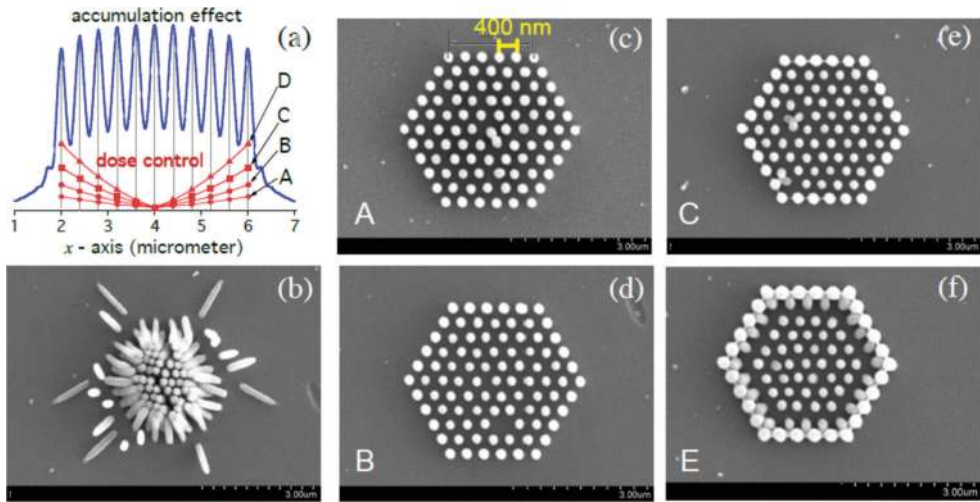 accumulation effect
(a)
D
C
B
A
dose control
1 2 3 4 5 6 7
x - axis (micrometer)
(b)
3.00um
400 nm
(c)
A
3.00um
(d)
B
3.00um
(e)
C
3.00um
(f)
E
3.00um